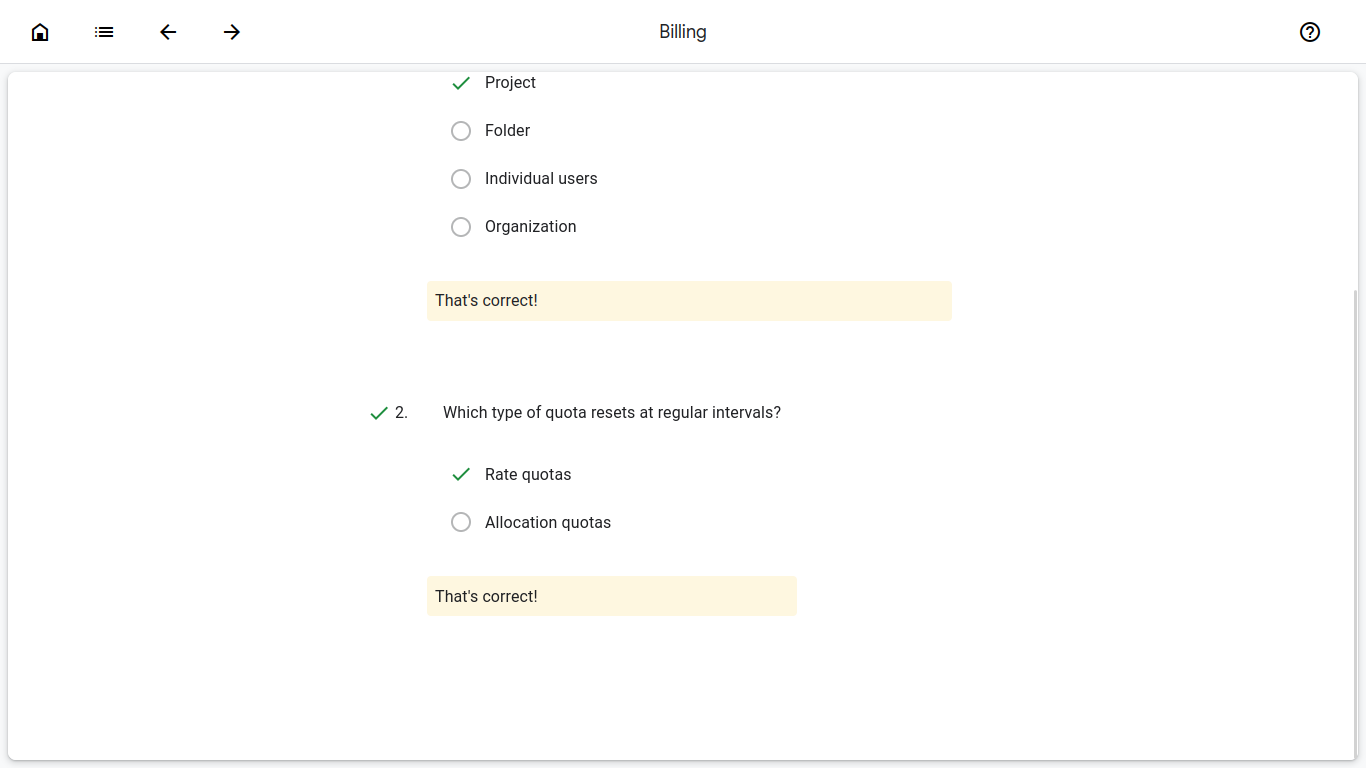 Billing
Project
Folder
Individual users
Organization
That's correct!
2. Which type of quota resets at regular intervals?
Rate quotas
Allocation quotas
That's correct!